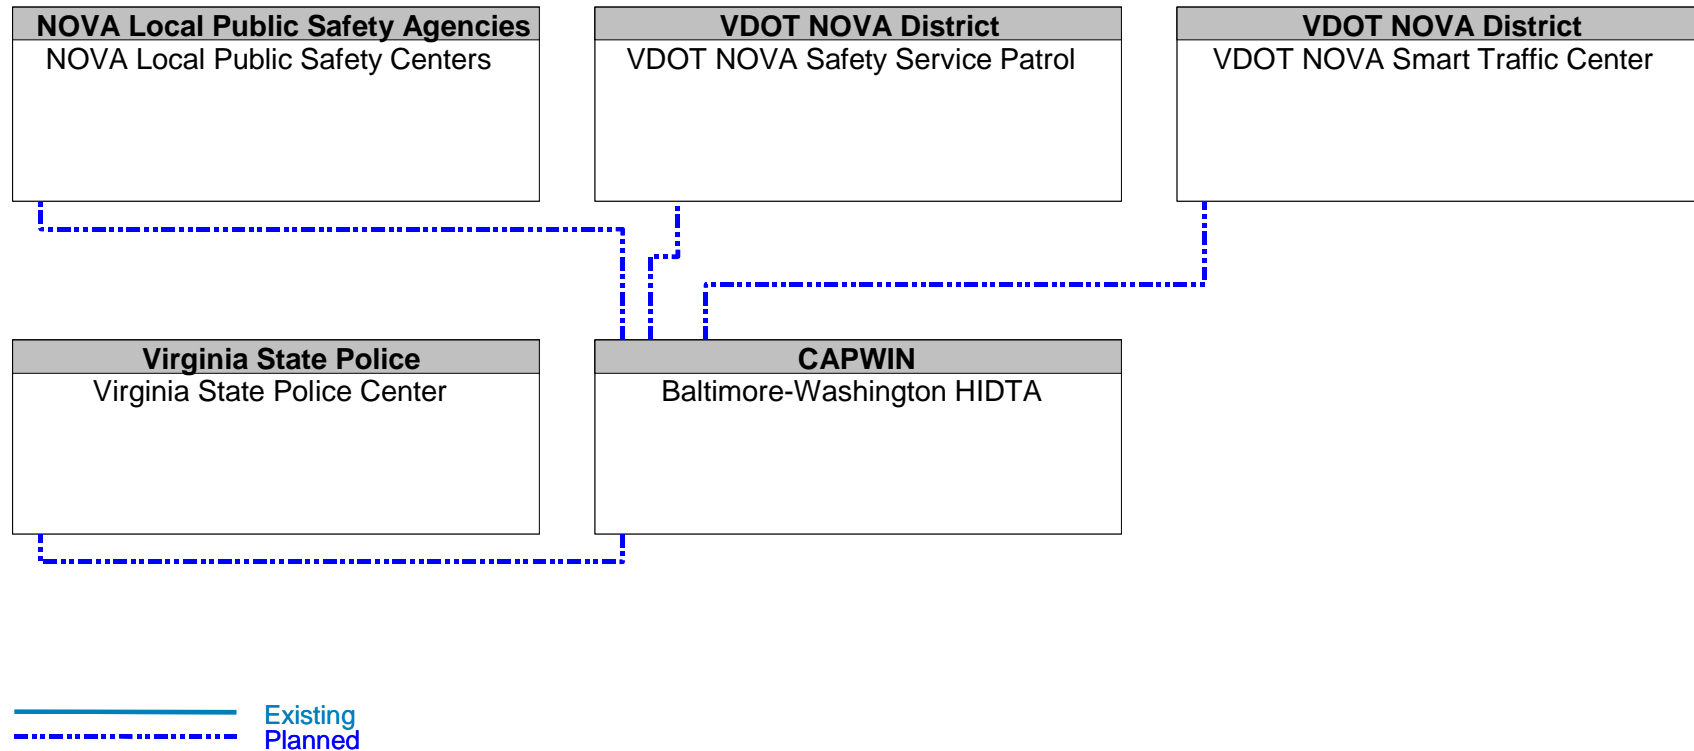 NOVA Local Public Safety Agencies
NOVA Local Public Safety Centers
VDOT NOVA District
VDOT NOVA Safety Service Patrol
VDOT NOVA District
VDOT NOVA Smart Traffic Center
Virginia State Police
Virginia State Police Center
CAPWIN
Baltimore-Washington HIDTA
Existing
Planned